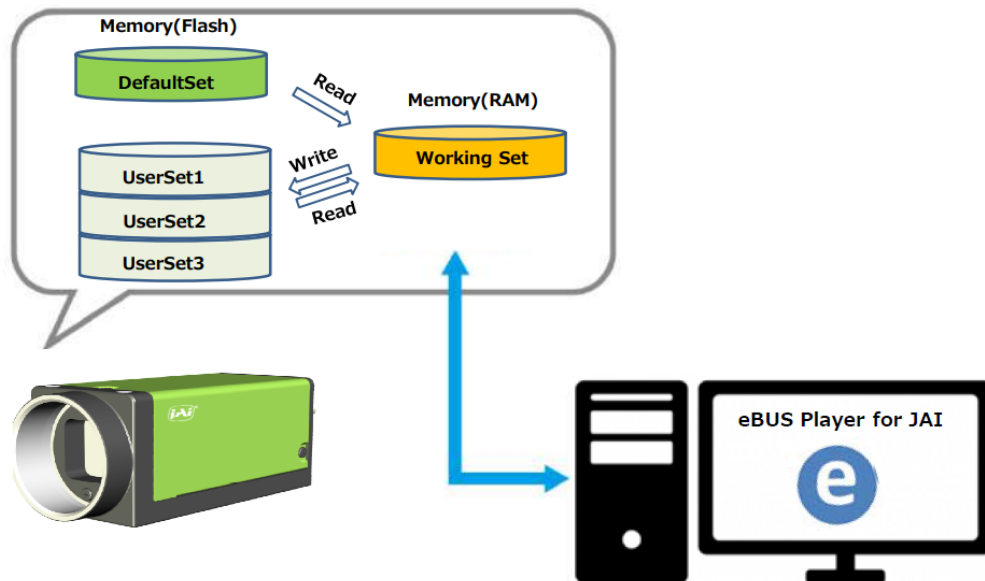 Memory(Flash)
DefaultSet
Read
Memory(RAM)
Working Set
Write
Read
UserSet1
UserSet2
UserSet3
JAI
eBUS Player for JAI
e